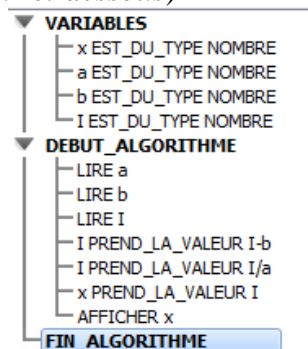 VARIABLES
x EST_DU_TYPE NOMBRE
a EST_DU_TYPE NOMBRE
b EST_DU_TYPE NOMBRE
I EST_DU_TYPE NOMBRE
DEBUT_ALGORITHME
LIRE a
LIRE b
LIRE I
I PREND_LA_VALEUR I-b
I PREND_LA_VALEUR I/a
x PREND_LA_VALEUR I
AFFICHER x
FIN_ALGORITHME